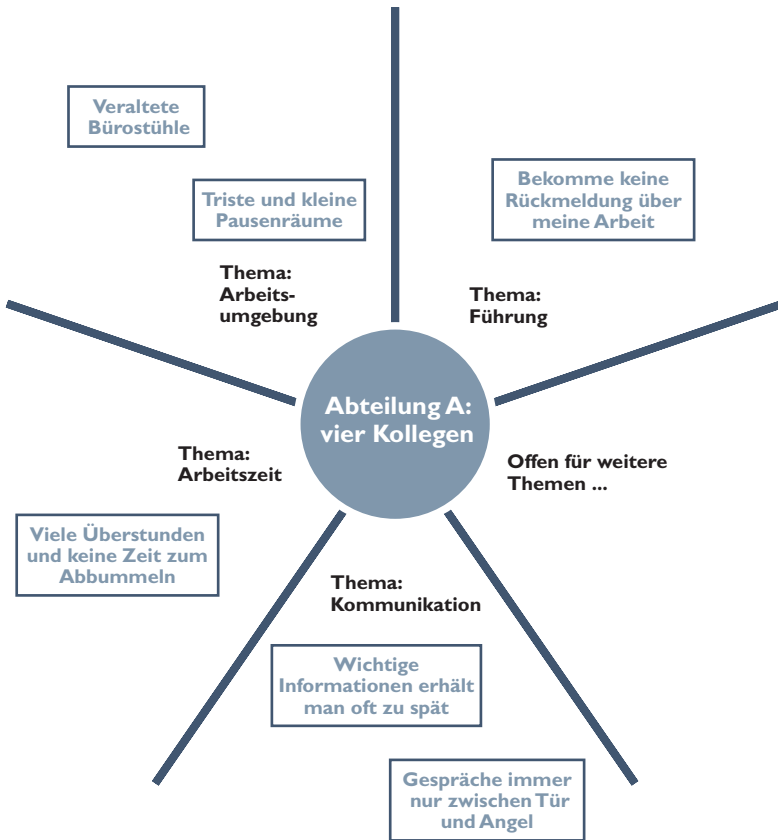 Veraltete
Bürostühle
Triste und kleine
Pausenräume
Thema:
Arbeits-
umgebung
Bekomme keine
Rückmeldung über
meine Arbeit
Thema:
Führung
Abteilung A:
vier Kollegen
Thema:
Arbeitszeit
Viele Überstunden
und keine Zeit zum
Abbummeln
Offen für weitere
Themen ...
Thema:
Kommunikation
Wichtige
Informationen erhält
man oft zu spät
Gespräche immer
nur zwischen Tür
und Angel